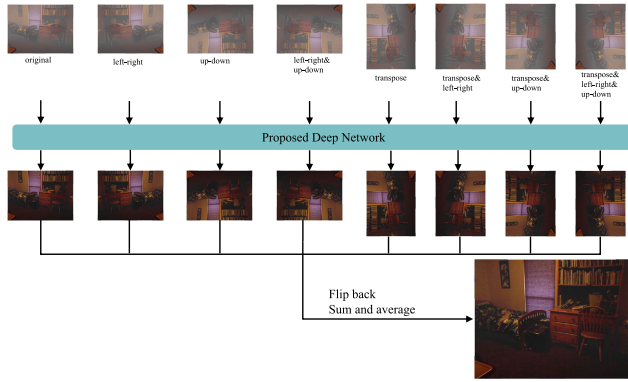 original
left-right
up-down
left-right&
up-down
transpose
transpose&
left-right
transpose&
up-down
transpose&
left-right&
up-down
Proposed Deep Network
Flip back
Sum and average